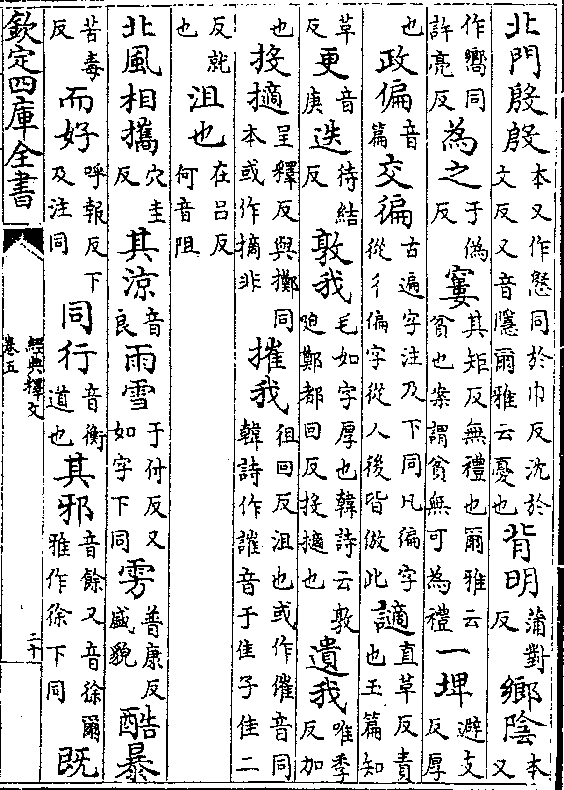 北門殷殷本又作慇同於巾反沈於文反又音隱爾雅云憂也背明蒲對反鄉陰本又
作嚮同許亮反為之于偽反窶其矩反無禮也爾雅云貧也案謂貧無可為禮一埤避支反厚
也政偏音篇交徧古遍字注及下同凡徧字從彳偏字從人後皆倣此讁直草反責也玉篇知
草反更音庚迭待結反敦我毛如字厚也韓詩云敦迫鄭都回反投擿也遺我唯季反加
也投擿呈釋反與擲同本或作摘非摧我徂回反沮也或作催音同韓詩作讙音于隹子隹二
反就也沮也在呂反何音阻
北風相攜穴圭反其涼音良雨雪于付反又如字下同雱普康反盛貌酷暴
苦毒反而好呼報反下及注同同行音衡道也其邪音餘又音徐爾雅作徐下同既
欽定四庫全書
經典釋文
卷五
二十